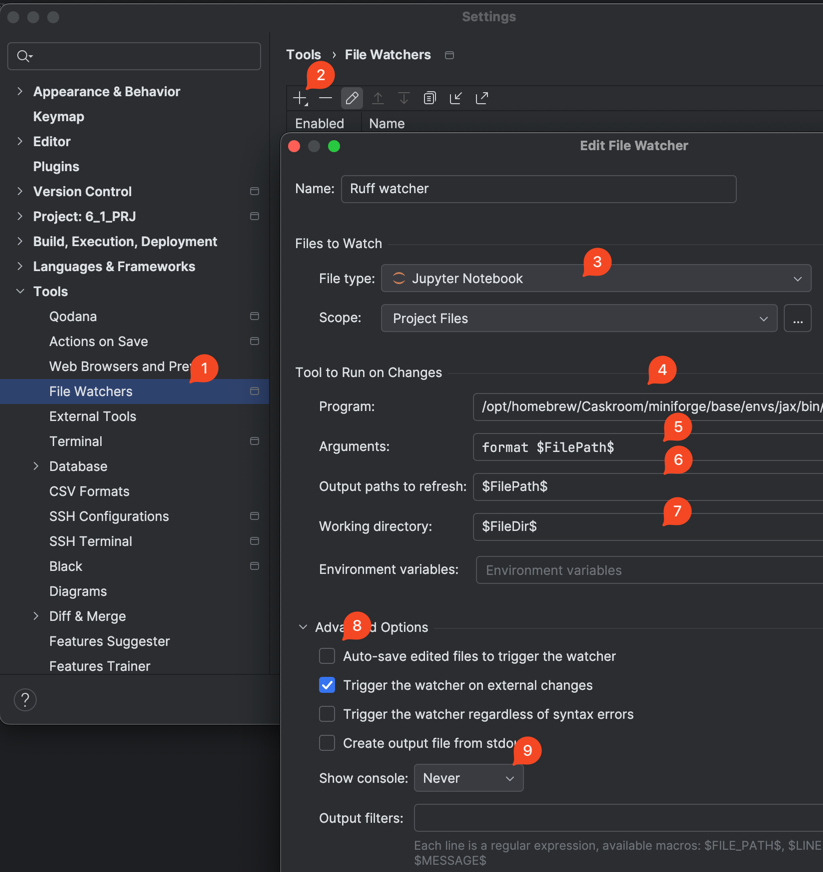 Settings
Tools › File Watchers
2
Appearance & Behavior
Keymap
Editor
Plugins
Version Control
Project: 6_1_PRJ
Build, Execution, Deployment
Languages & Frameworks
Tools
Qodana
Actions on Save
Web Browsers and
1
File Watchers
External Tools
Terminal
Database
CSV Formats
SSH Configurations
SSH Terminal
Black
Diagrams
Diff & Merge
Features Suggester
Features Trainer
?
Enabled Name
Edit File Watcher
Name: Ruff watcher
Files to Watch
3
File type: Jupyter Notebook
Scope: Project Files ...
Tool to Run on Changes
4
Program: /opt/homebrew/Caskroom/miniforge/base/envs/jax/bin/
5
Arguments: format $FilePath$
6
Output paths to refresh: $FilePath$
7
Working directory: $FileDir$
Environment variables: Environment variables
8
Options
Auto-save edited files to trigger the watcher
Trigger the watcher on external changes
Trigger the watcher regardless of syntax errors
Create output file from
9
Show console: Never
Output filters:
Each line is a regular expression, available macros: $FILE_PATH$, $LINE
$MESSAGE$